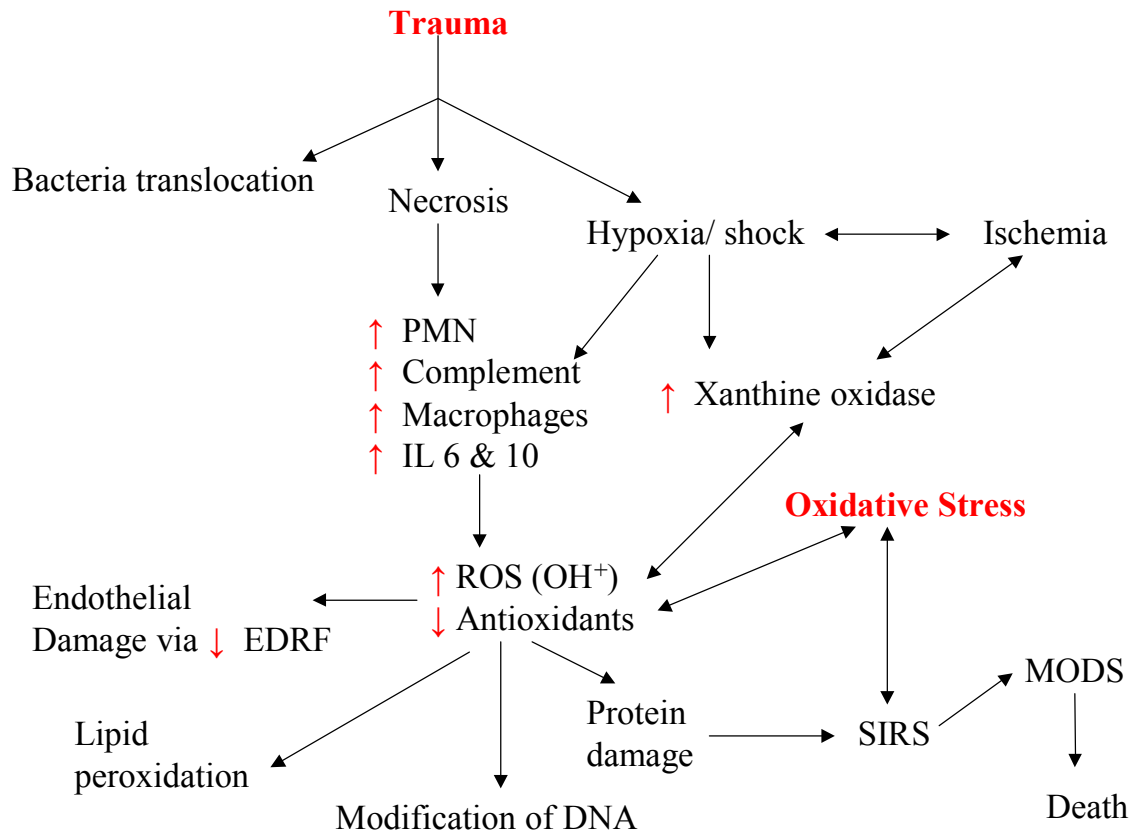 Trauma
Bacteria translocation
Necrosis
Hypoxia/ shock
Ischemia
↑ PMN
↑ Complement
↑ Macrophages
↑ IL 6 & 10
↑ Xanthine oxidase
Oxidative Stress
↑ ROS (OH⁺)
↓ Antioxidants
Endothelial
Damage via ↓ EDRF
Lipid
peroxidation
Modification of DNA
Protein
damage
SIRS
MODS
Death